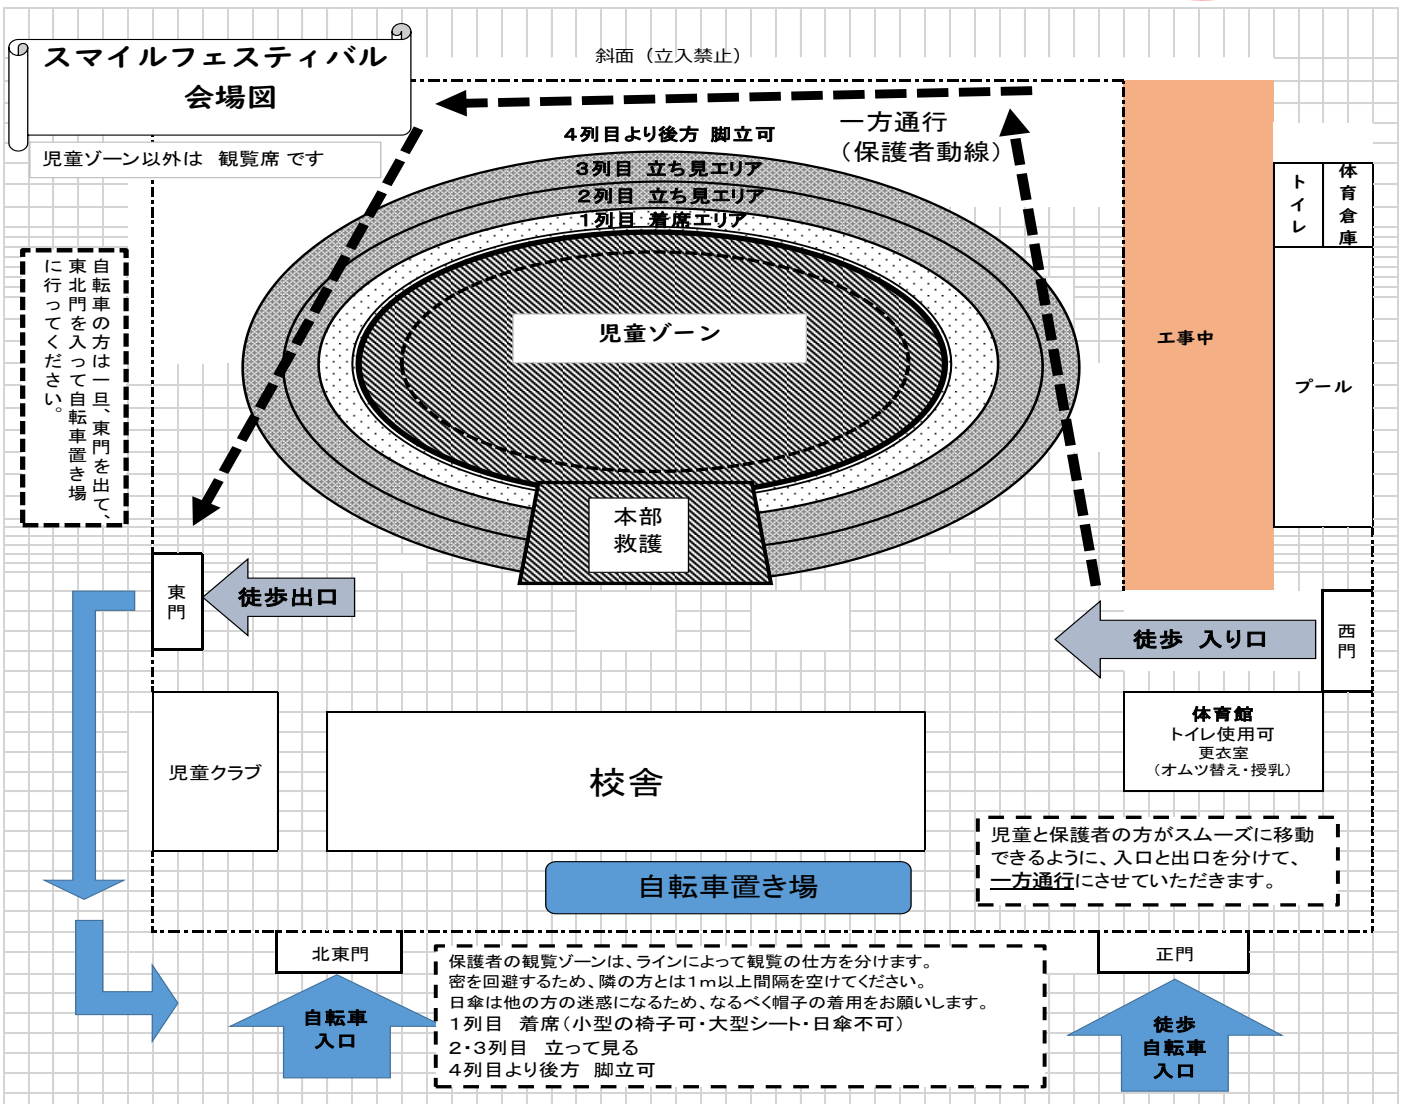 スマイルフェスティバル
会場図
児童ゾーン以外は 観覧席 です
斜面（立入禁止）
一方通行
（保護者動線）
4列目より後方 脚立可
3列目 立ち見エリア
2列目 立ち見エリア
1列目 着席エリア
児童ゾーン
本部
救護
工事中
トイレ
体育倉庫
プール
自転車の方は一旦、東門を出て、
東北門を入って自転車置き場
に行ってください。
東門
徒歩出口
徒歩 入り口
西門
体育館
トイレ使用可
更衣室
（オムツ替え・授乳）
児童クラブ
校舎
自転車置き場
児童と保護者の方がスムーズに移動
できるように、入口と出口を分けて、
一方通行にさせていただきます。
北東門
正門
自転車
入口
保護者の観覧ゾーンは、ラインによって観覧の仕方を分けます。
密を回避するため、隣の方とは1m以上間隔を空けてください。
日傘は他の方の迷惑になるため、なるべく帽子の着用をお願いします。
1列目 着席（小型の椅子可・大型シート・日傘不可）
2・3列目 立って見る
4列目より後方 脚立可
徒歩
自転車
入口